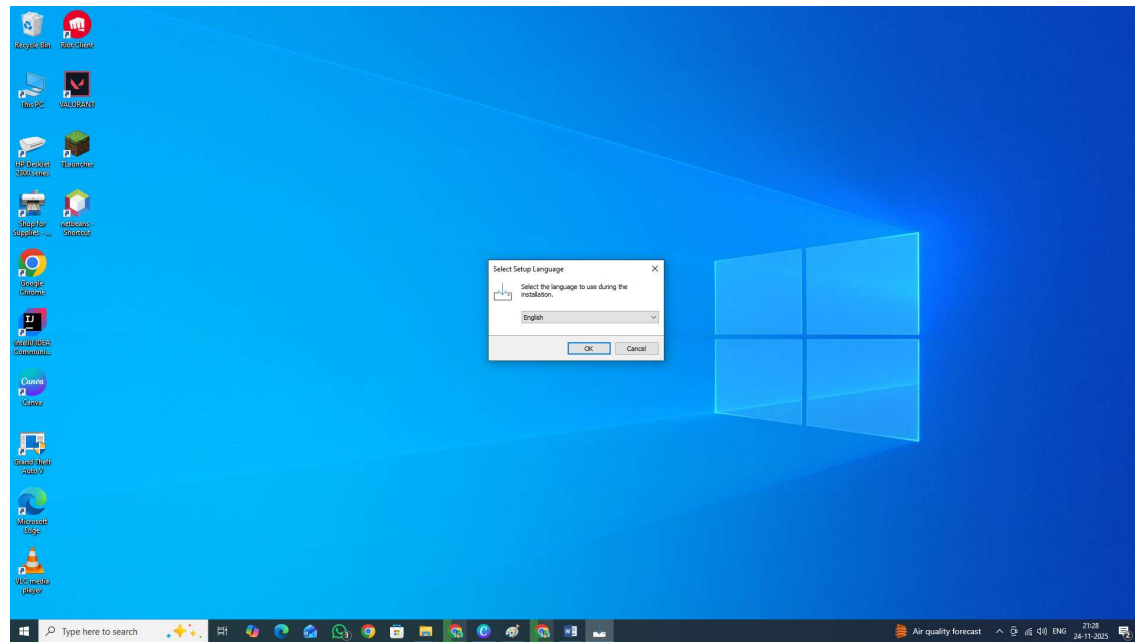 Recycle Bin
Riot Client
This PC
VALORANT
HP DeskJet
2300 series
TLauncher
Shop for
Supplies - ...
netbeans -
Shortcut
Google
Chrome
IntelliJ IDEA
Communi...
Canva
Canva
Grand Theft
Auto V
Microsoft
Edge
VLC media
player
Select Setup Language
Select the language to use during the
installation.
English
OK
Cancel
Type here to search
Air quality forecast
ENG
21:28
24-11-2025